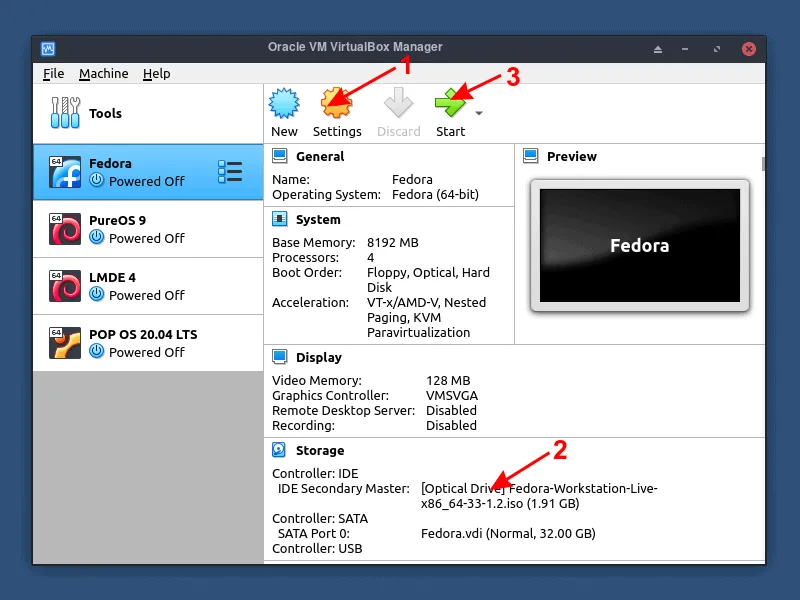 Oracle VM VirtualBox Manager
File Machine Help
1
3
Tools
New Settings Discard Start
64
Fedora
Powered Off
64
PureOS 9
Powered Off
64
LMDE 4
Powered Off
64
POP OS 20.04 LTS
Powered Off
General
Name: Fedora
Operating System: Fedora (64-bit)
System
Base Memory: 8192 MB
Processors: 4
Boot Order: Floppy, Optical, Hard
Disk
Acceleration: VT-x/AMD-V, Nested
Paging, KVM
Paravirtualization
Preview
Fedora
Display
Video Memory: 128 MB
Graphics Controller: VMSVGA
Remote Desktop Server: Disabled
Recording: Disabled
Storage
2
Controller: IDE
IDE Secondary Master: [Optical Drive] Fedora-Workstation-Live-
x86_64-33-1.2.iso (1.91 GB)
Controller: SATA
SATA Port 0: Fedora.vdi (Normal, 32.00 GB)
Controller: USB